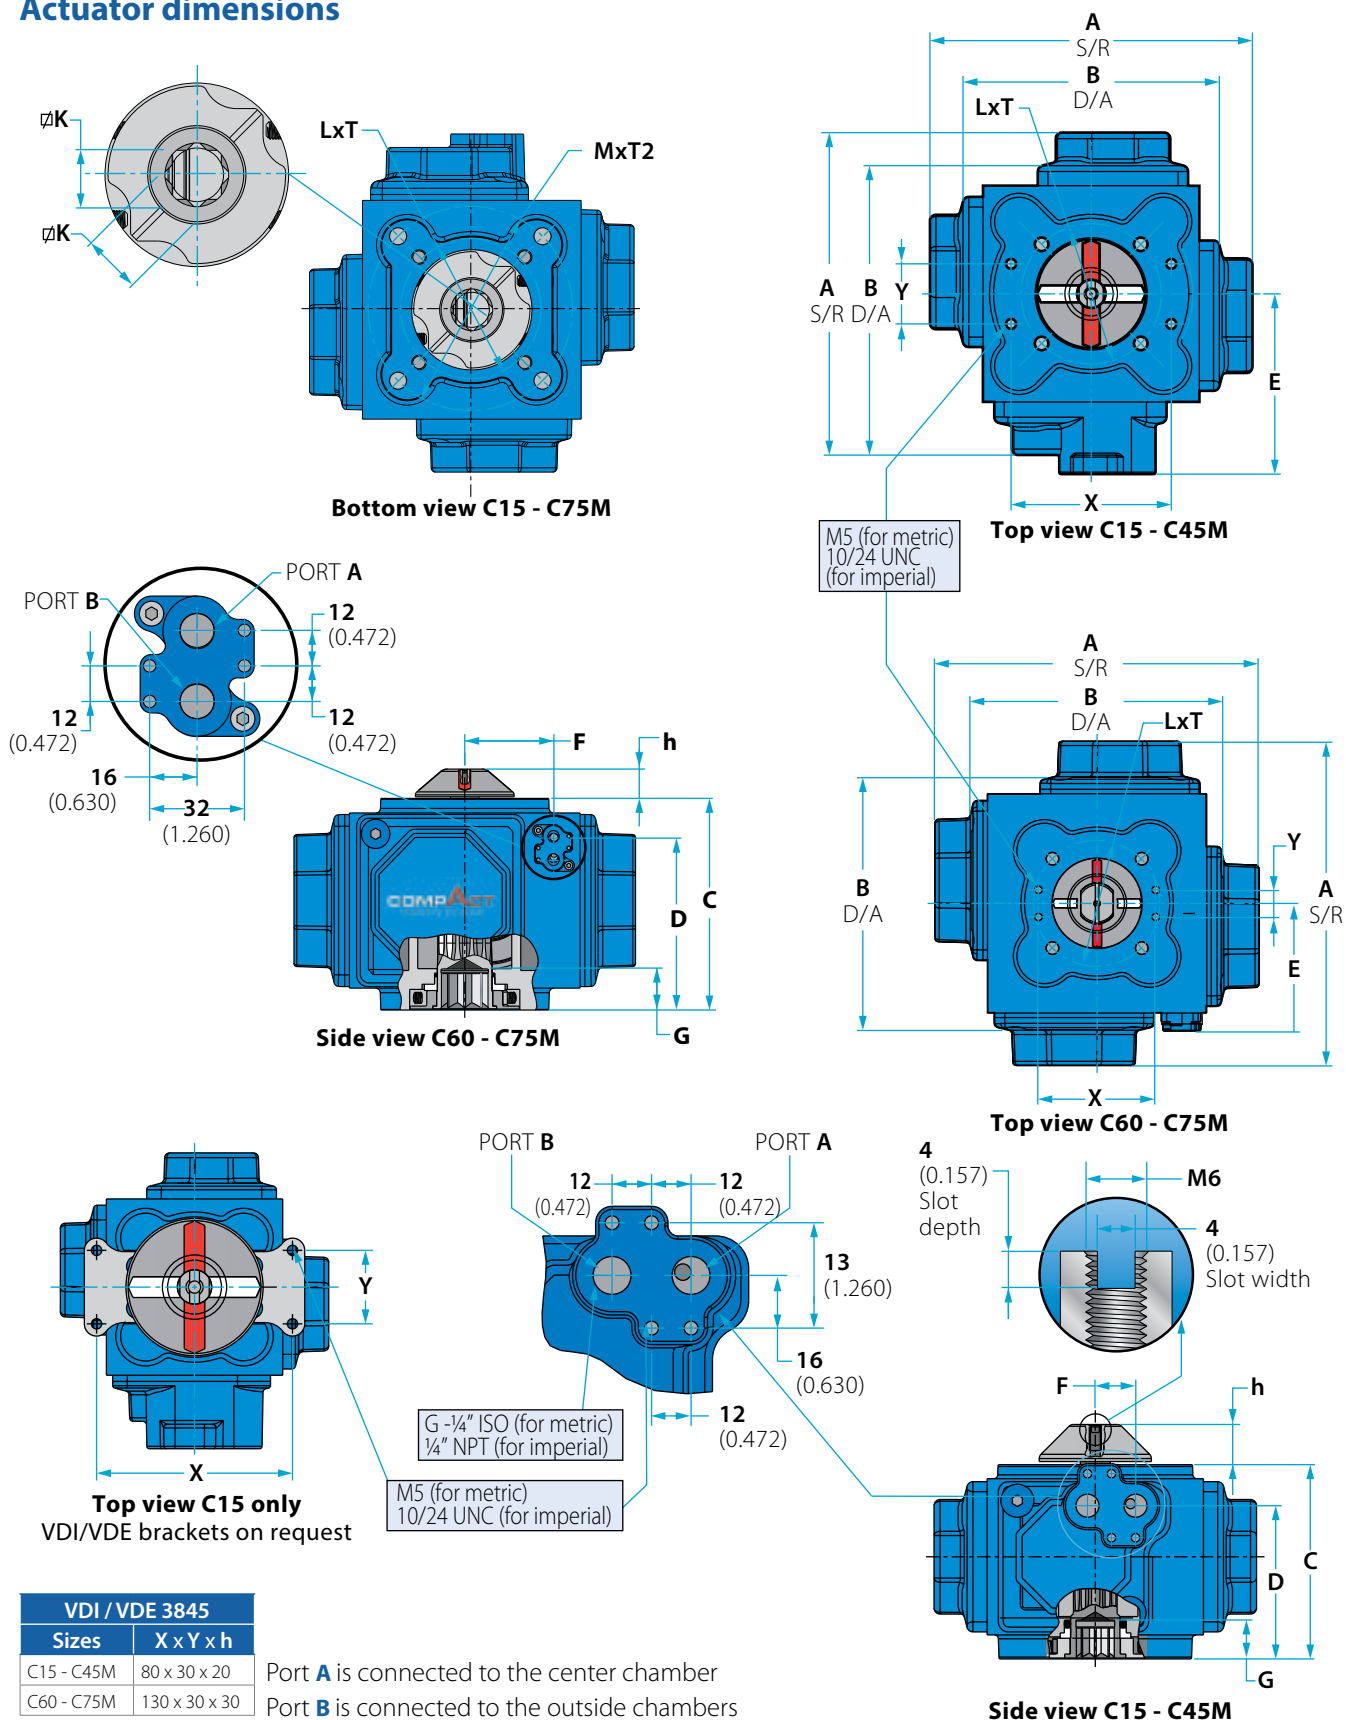 Actuator dimensions
⌀K
⌀K
LxT
MxT2
Bottom view C15 - C75M
A
S/R
B
D/A
LxT
A
S/R
B
D/A
Y
E
X
Top view C15 - C45M
M5 (for metric)
10/24 UNC
(for imperial)
PORT A
PORT B
12
(0.472)
12
(0.472)
12
(0.472)
16
(0.630)
32
(1.260)
F
h
COMPACT
C
D
G
Side view C60 - C75M
A
S/R
B
D/A
LxT
B
D/A
Y
A
S/R
E
X
Top view C60 - C75M
Y
X
Top view C15 only
VDI/VDE brackets on request
PORT B
PORT A
12
(0.472)
12
(0.472)
13
(1.260)
16
(0.630)
12
(0.472)
G -¼" ISO (for metric)
¼" NPT (for imperial)
M5 (for metric)
10/24 UNC (for imperial)
4
(0.157)
Slot
depth
M6
4
(0.157)
Slot width
F
h
C
D
G
Side view C15 - C45M
VDI / VDE 3845
Sizes X x Y x h
C15 - C45M 80 x 30 x 20
C60 - C75M 130 x 30 x 30
Port A is connected to the center chamber
Port B is connected to the outside chambers